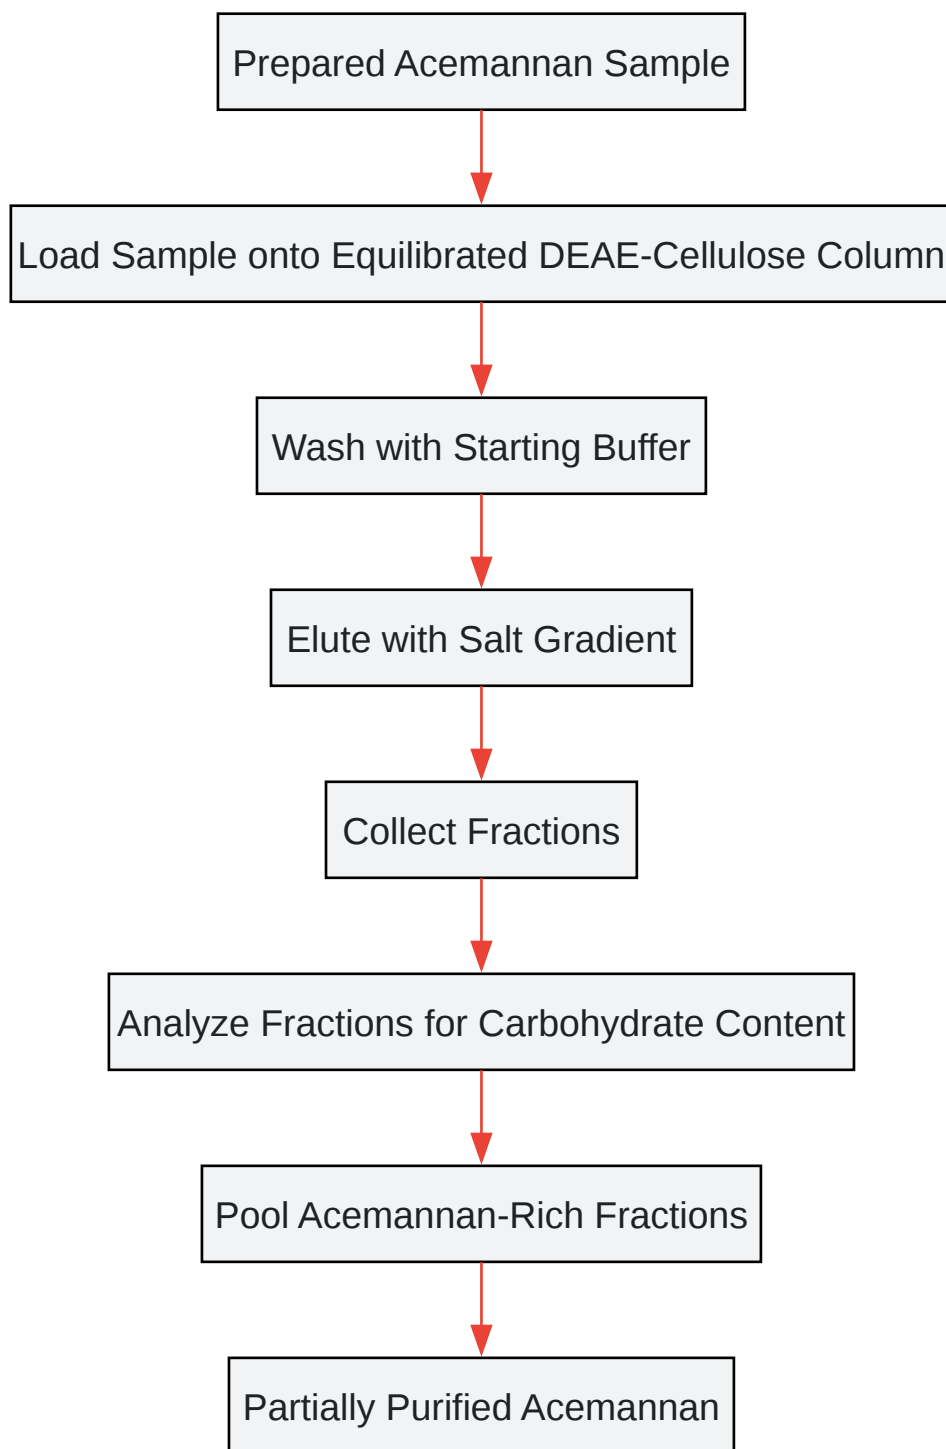 Prepared Acemannan Sample
Load Sample onto Equilibrated DEAE-Cellulose Column
Wash with Starting Buffer
Elute with Salt Gradient
Collect Fractions
Analyze Fractions for Carbohydrate Content
Pool Acemannan-Rich Fractions
Partially Purified Acemannan